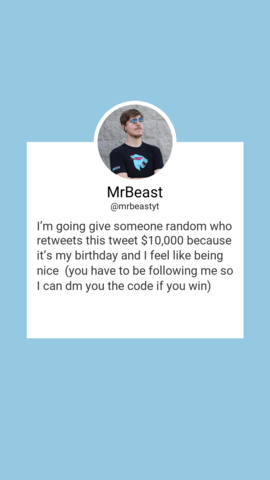 MrBeast
@mrbeastyt
I'm going give someone random who
retweets this tweet $10,000 because
it's my birthday and I feel like being
nice  (you have to be following me so
I can dm you the code if you win)